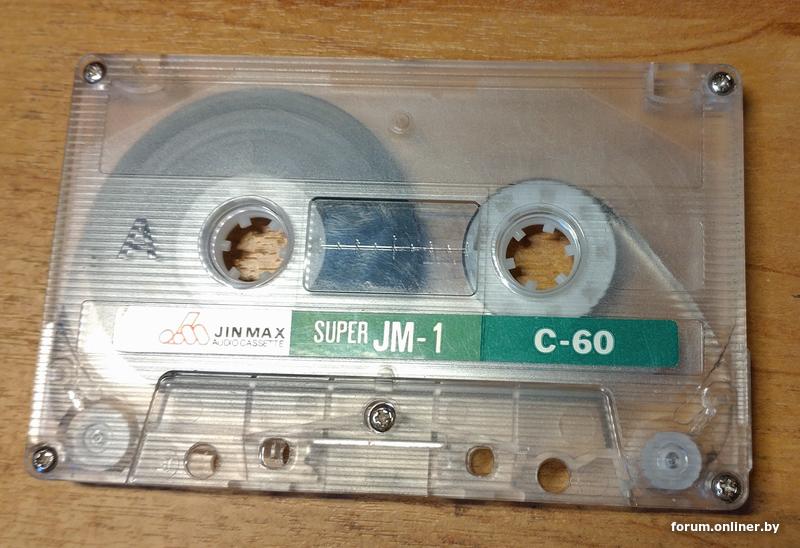 A
JINMAX
AUDIO CASSETTE
SUPER JM-1
C-60
forum.onliner.by